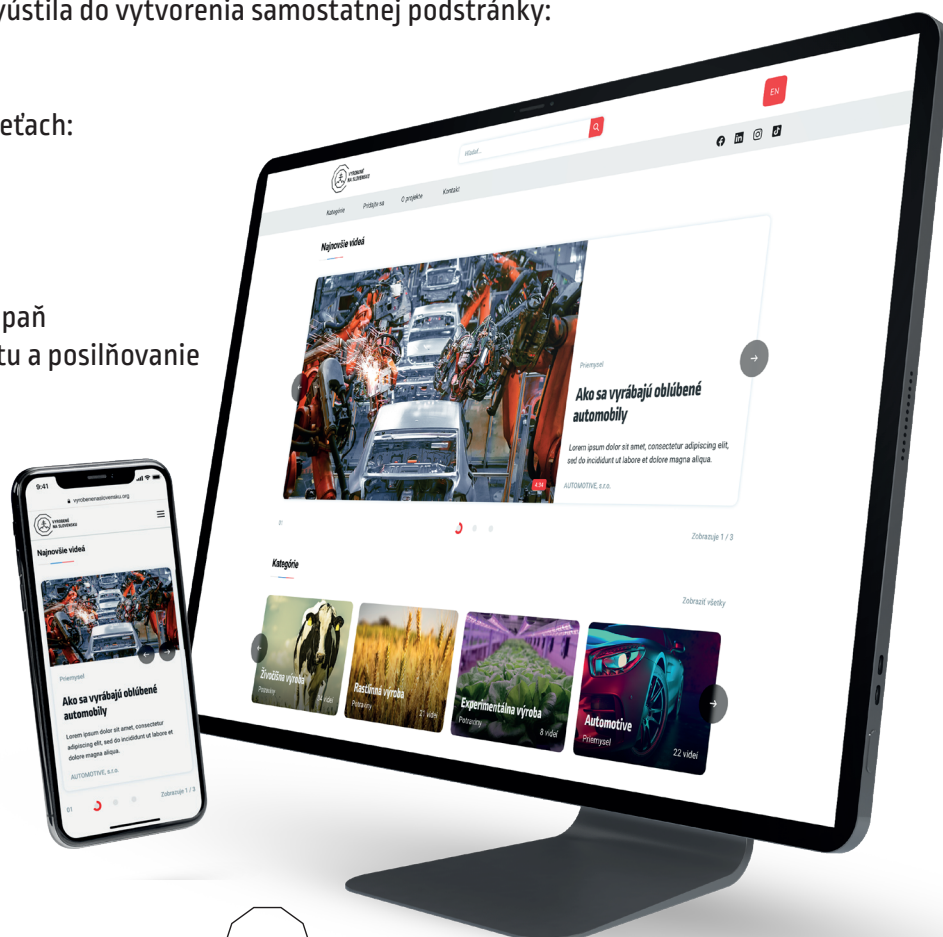 yústila do vytvorenia samostatnej podstránky:
eťach:
paň
tu a posilňovanie
EN
Hľadať...
VYROBENÉ
NA SLOVENSKU
Kategórie
Pridajte sa
O projekte
Kontakt
Najnovšie videá
Priemysel
Ako sa vyrábajú obľúbené
automobily
Lorem ipsum dolor sit amet, consectetur adipiscing elit,
sed do incididunt ut labore et dolore magna aliqua.
AUTOMOTIVE, s.r.o.
4:34
01
Zobrazuje 1 / 3
Kategórie
Zobraziť všetky
Živočíšna výroba
Potraviny
Rastlinná výroba
Potraviny
21 videí
Experimentálna výroba
Potraviny
8 videí
Automotive
Priemysel
22 videí
9:41
vyrobenenaslovensku.org
VYROBENÉ
NA SLOVENSKU
Najnovšie videá
Priemysel
Ako sa vyrábajú obľúbené
automobily
Lorem ipsum dolor sit amet, consectetur
adipiscing elit, sed do incididunt ut labore et
dolore magna aliqua.
AUTOMOTIVE, s.r.o.
01
Zobrazuje 1 / 3